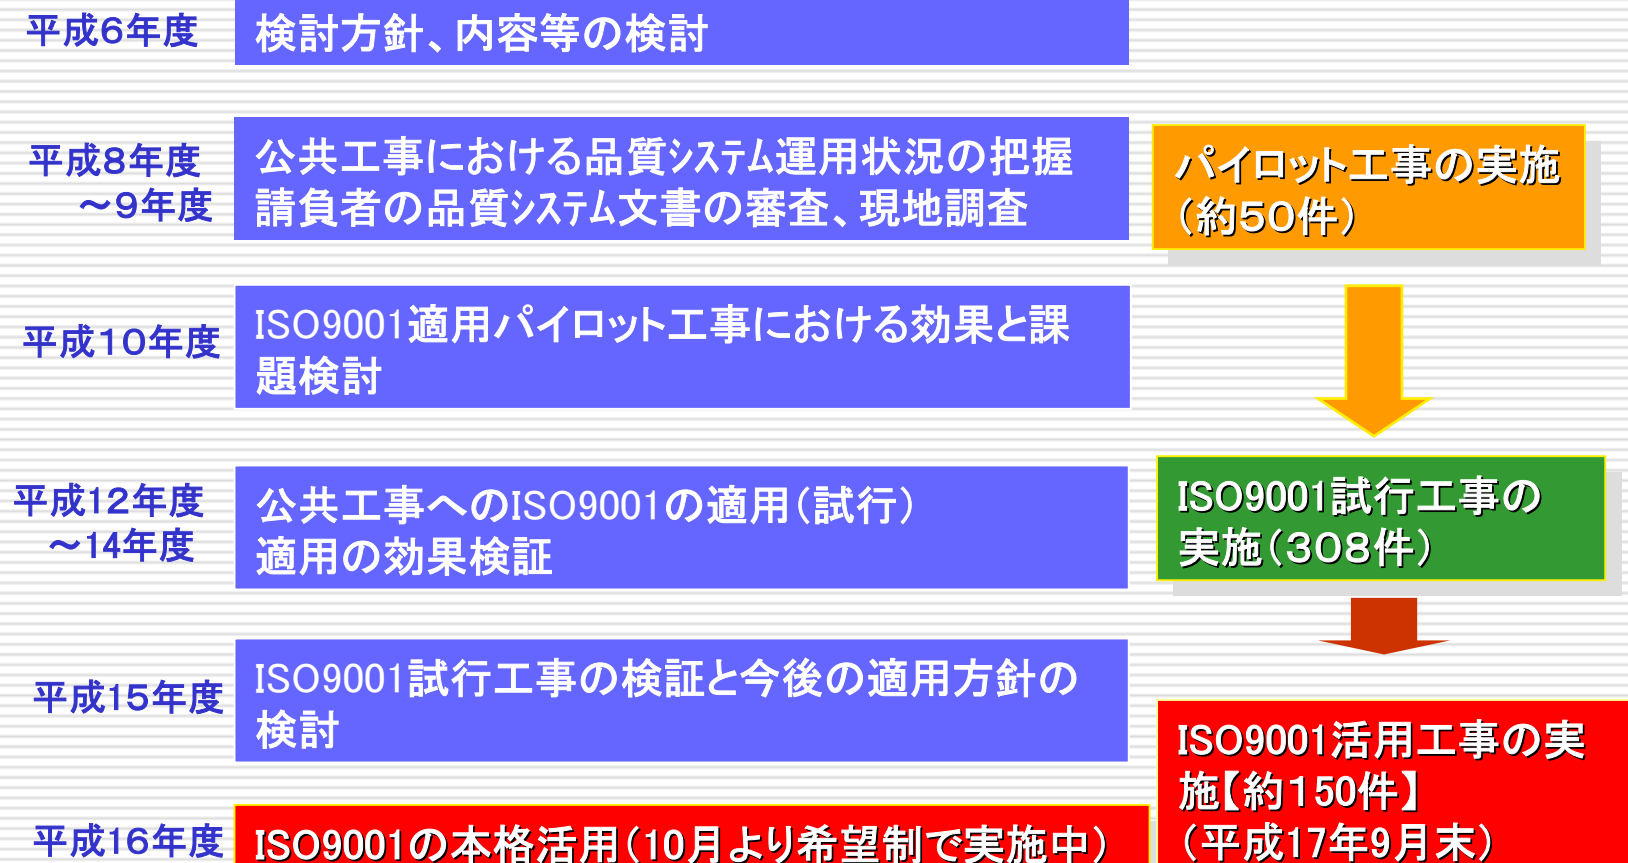 平成6年度
検討方針、内容等の検討
平成8年度
～9年度
公共工事における品質ｼｽﾃﾑ運用状況の把握
請負者の品質ｼｽﾃﾑ文書の審査、現地調査
パイロット工事の実施
（約50件）
平成10年度
ISO9001適用パイロット工事における効果と課
題検討
平成12年度
～14年度
公共工事へのISO9001の適用（試行）
適用の効果検証
ISO9001試行工事の
実施（308件）
平成15年度
ISO9001試行工事の検証と今後の適用方針の
検討
ISO9001活用工事の実
施【約150件】
（平成17年9月末）
平成16年度
ISO9001の本格活用（10月より希望制で実施中）